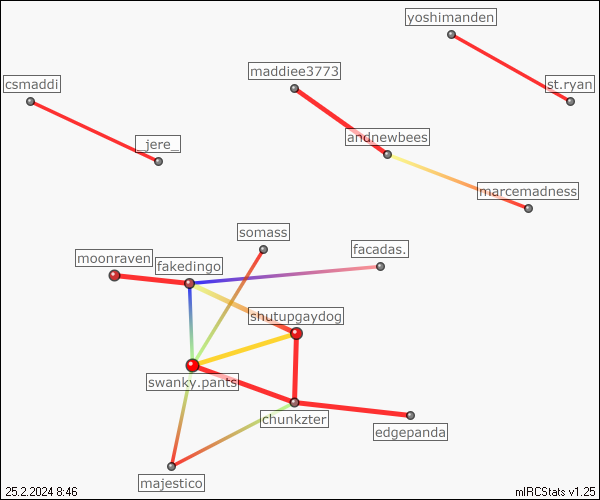 yoshimanden
maddiee3773
csmaddi
st.ryan
andnewbees
_jere_
marcemadness
somass
facadas.
moonraven
fakedingo
shutupgaydog
swanky.pants
chunkzter
edgepanda
majestico
25.2.2024 8:46
mIRCStats v1.25